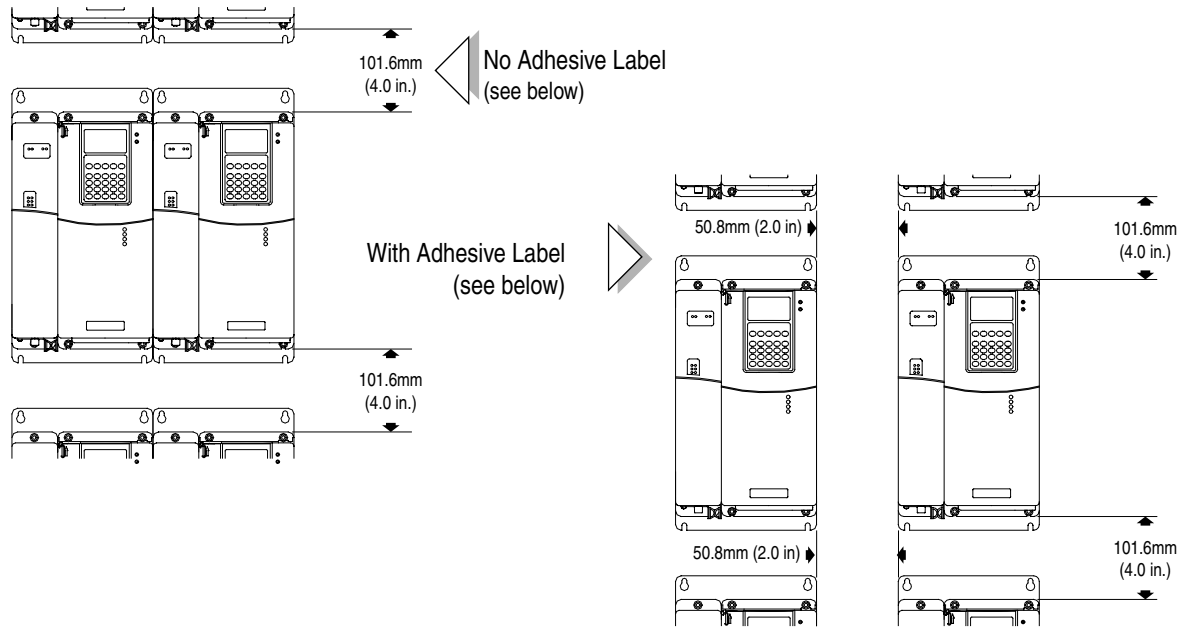 101.6mm
(4.0 in.)
No Adhesive Label
(see below)
101.6mm
(4.0 in.)
With Adhesive Label
(see below)
50.8mm (2.0 in)
101.6mm
(4.0 in.)
50.8mm (2.0 in)
101.6mm
(4.0 in.)